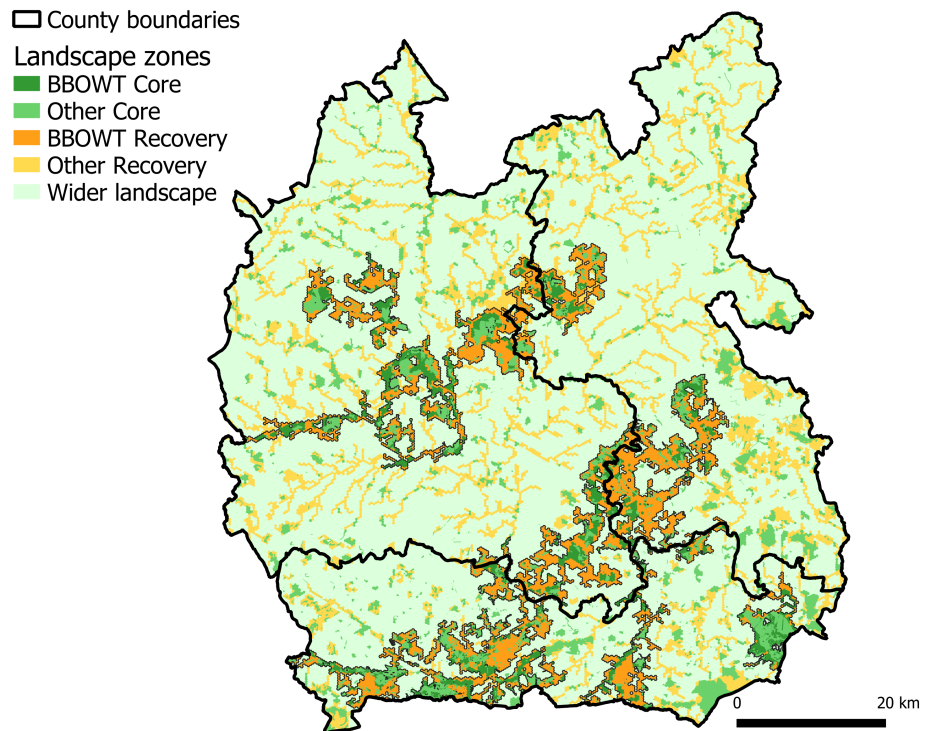 County boundaries
Landscape zones
BBOWT Core
Other Core
BBOWT Recovery
Other Recovery
Wider landscape
0 20 km